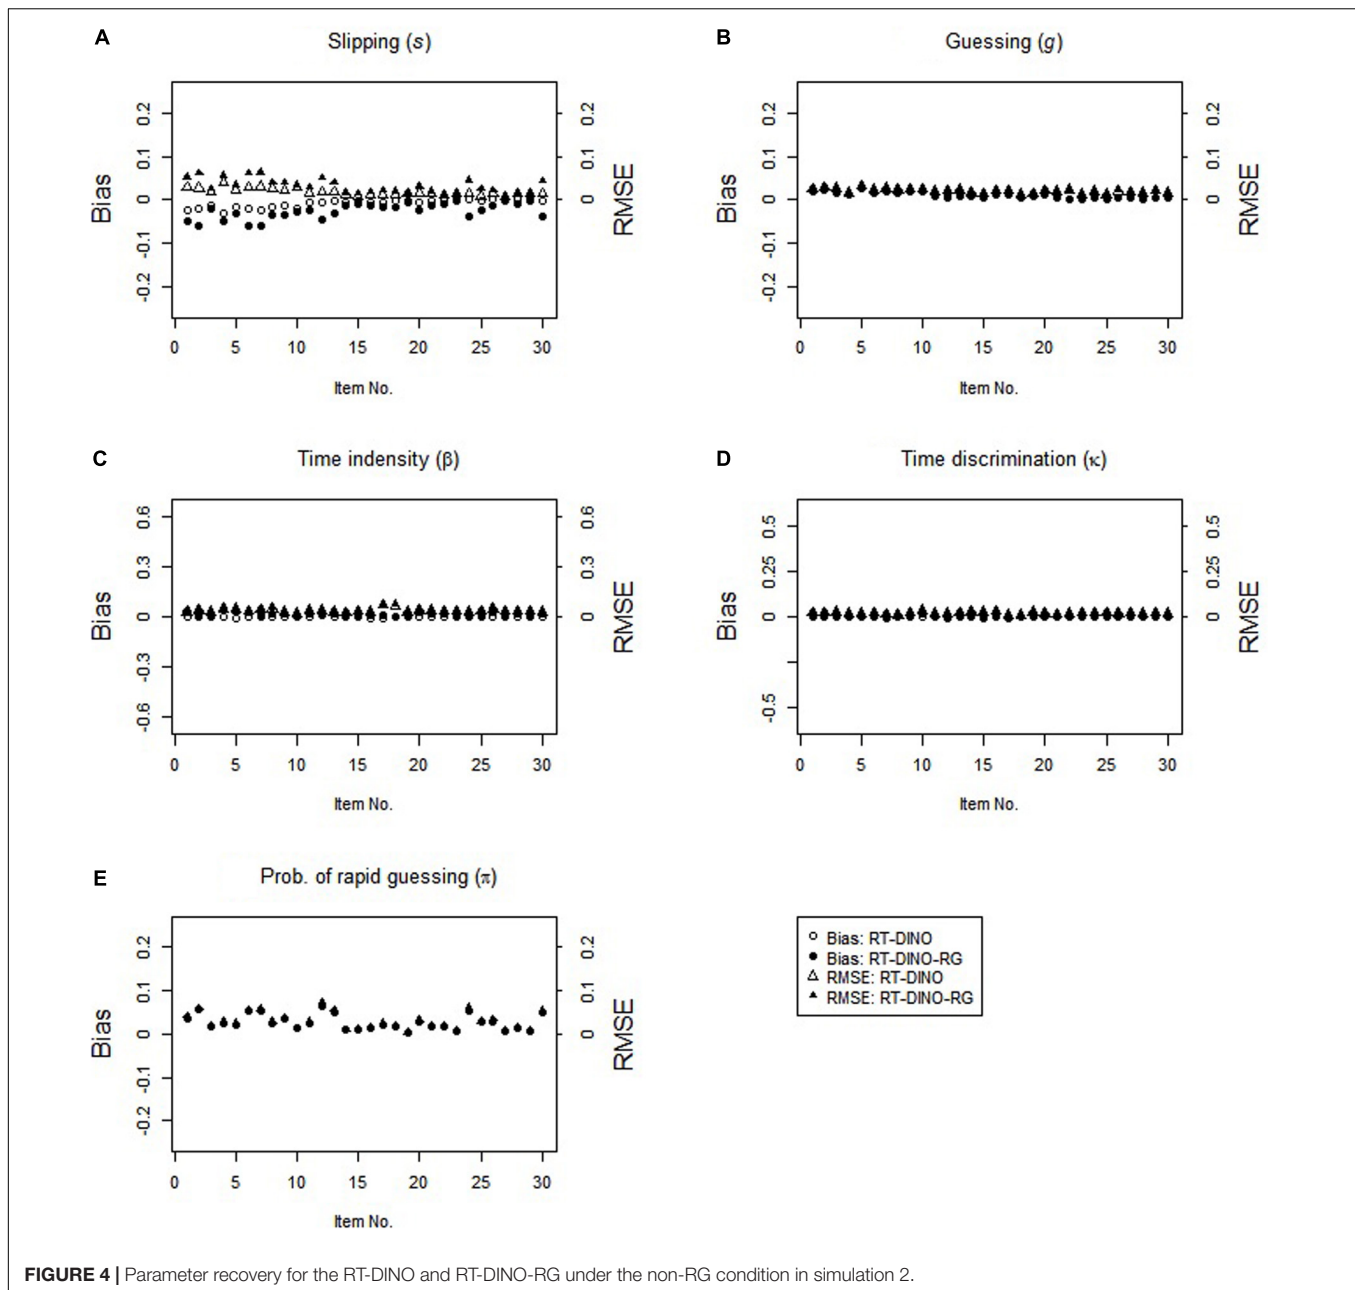 A
Slipping (s)
0.2
0.1
0
-0.1
-0.2
Bias
0.2
0.1
0
RMSE
0 5 10 15 20 25 30
Item No.
B
Guessing (g)
0.2
0.1
0
-0.1
-0.2
Bias
0.2
0.1
0
RMSE
0 5 10 15 20 25 30
Item No.
C
Time indensity (β)
0.6
0.3
0
-0.3
-0.6
Bias
0.6
0.3
0
RMSE
0 5 10 15 20 25 30
Item No.
D
Time discrimination (κ)
0.5
0.25
0
-0.5
Bias
0.5
0.25
0
RMSE
0 5 10 15 20 25 30
Item No.
E
Prob. of rapid guessing (π)
0.2
0.1
0
-0.1
-0.2
Bias
0.2
0.1
0
RMSE
0 5 10 15 20 25 30
Item No.
Bias: RT-DINO
Bias: RT-DINO-RG
RMSE: RT-DINO
RMSE: RT-DINO-RG
FIGURE 4 | Parameter recovery for the RT-DINO and RT-DINO-RG under the non-RG condition in simulation 2.